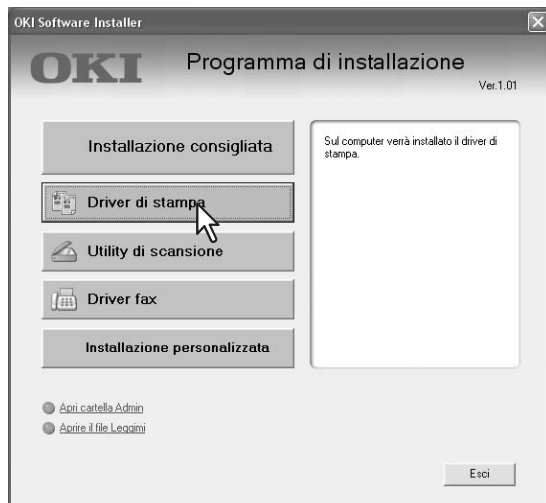 OKI Software Installer
OKI
Programma di installazione
Ver.1.01
Installazione consigliata
Driver di stampa
Utility di scansione
Driver fax
Installazione personalizzata
Sul computer verrà installato il driver di
stampa.
Apri cartella Admin
Aprire il file Leggimi
Esci